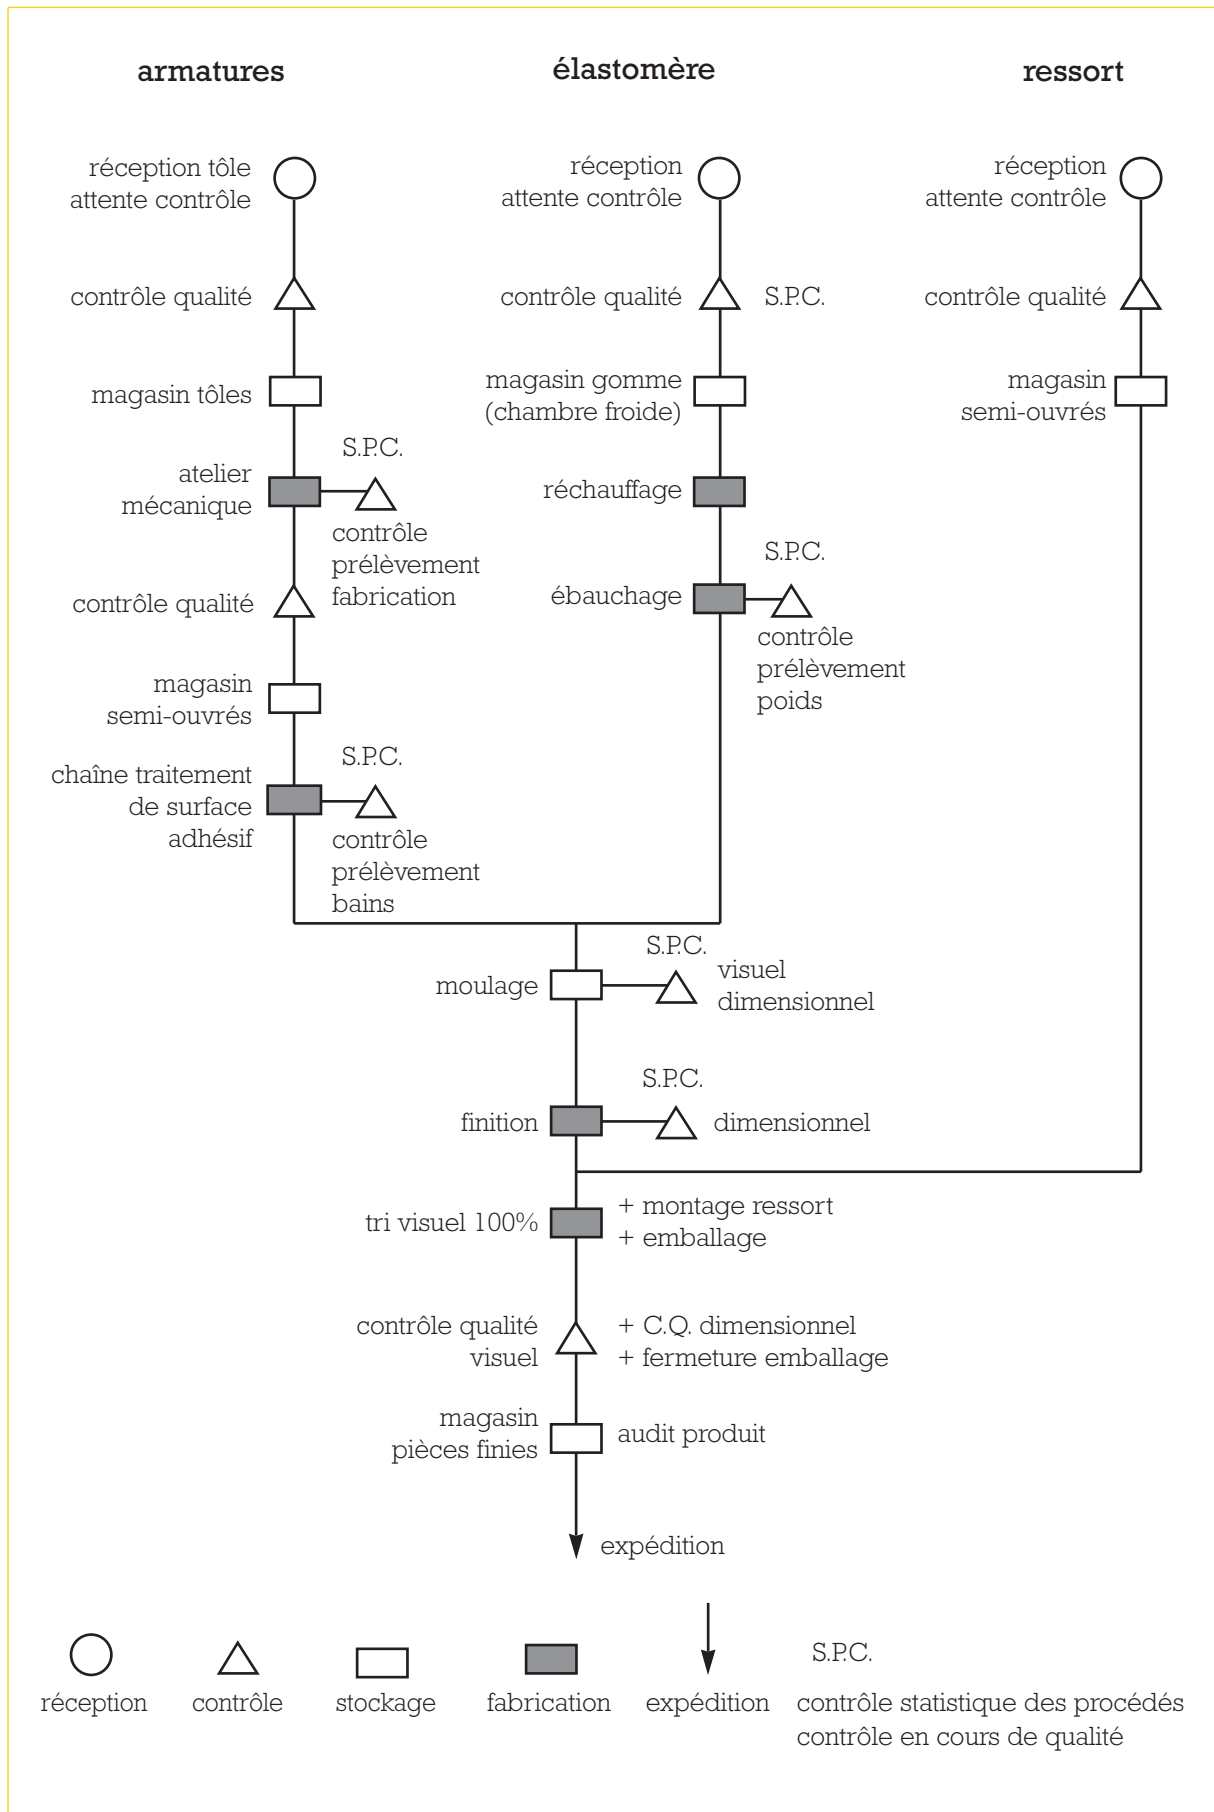 armatures
élastomère
ressort
réception tôle
attente contrôle
réception
attente contrôle
réception
attente contrôle
contrôle qualité
contrôle qualité
S.P.C.
contrôle qualité
magasin tôles
magasin gomme
(chambre froide)
magasin
semi-ouvrés
S.P.C.
atelier
mécanique
contrôle
prélèvement
fabrication
réchauffage
S.P.C.
contrôle qualité
ébauchage
contrôle
prélèvement
poids
magasin
semi-ouvrés
S.P.C.
chaîne traitement
de surface
adhésif
contrôle
prélèvement
bains
S.P.C.
moulage
visuel
dimensionnel
S.P.C.
finition
dimensionnel
tri visuel 100%
+ montage ressort
+ emballage
contrôle qualité
visuel
+ C.Q. dimensionnel
+ fermeture emballage
magasin
pièces finies
audit produit
expédition
réception
contrôle
stockage
fabrication
expédition
S.P.C.
contrôle statistique des procédés
contrôle en cours de qualité